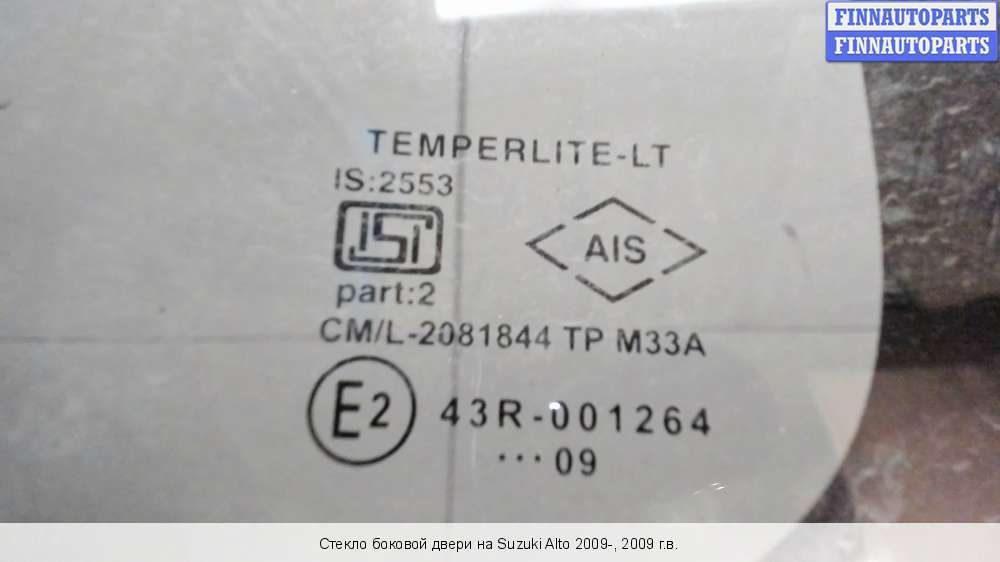 FINNAUTOPARTS
FINNAUTOPARTS
TEMPERLITE-LT
IS:2553
ISI
AIS
part:2
CM/L-2081844 TP M33A
E2 43R-001264
...09
Стекло боковой двери на Suzuki Alto 2009-, 2009 г.в.